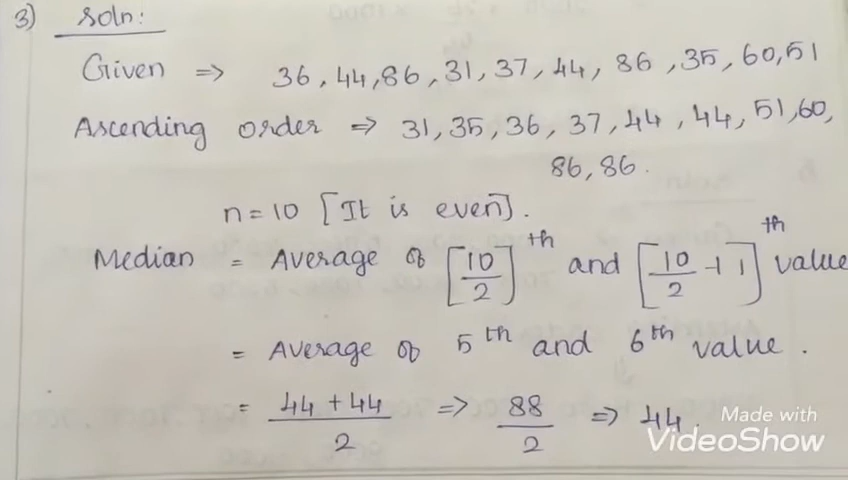 3) Soln:
Given => 36, 44, 86, 31, 37, 44, 86, 35, 60, 51
Ascending order => 31, 35, 36, 37, 44, 44, 51, 60,
86, 86.
n = 10 [It is even].
Median = Average of [10/2]th and [10/2 + 1]th value
= Average of 5th and 6th value.
= 44 + 44 / 2 => 88 / 2 => 44.
Made with
VideoShow